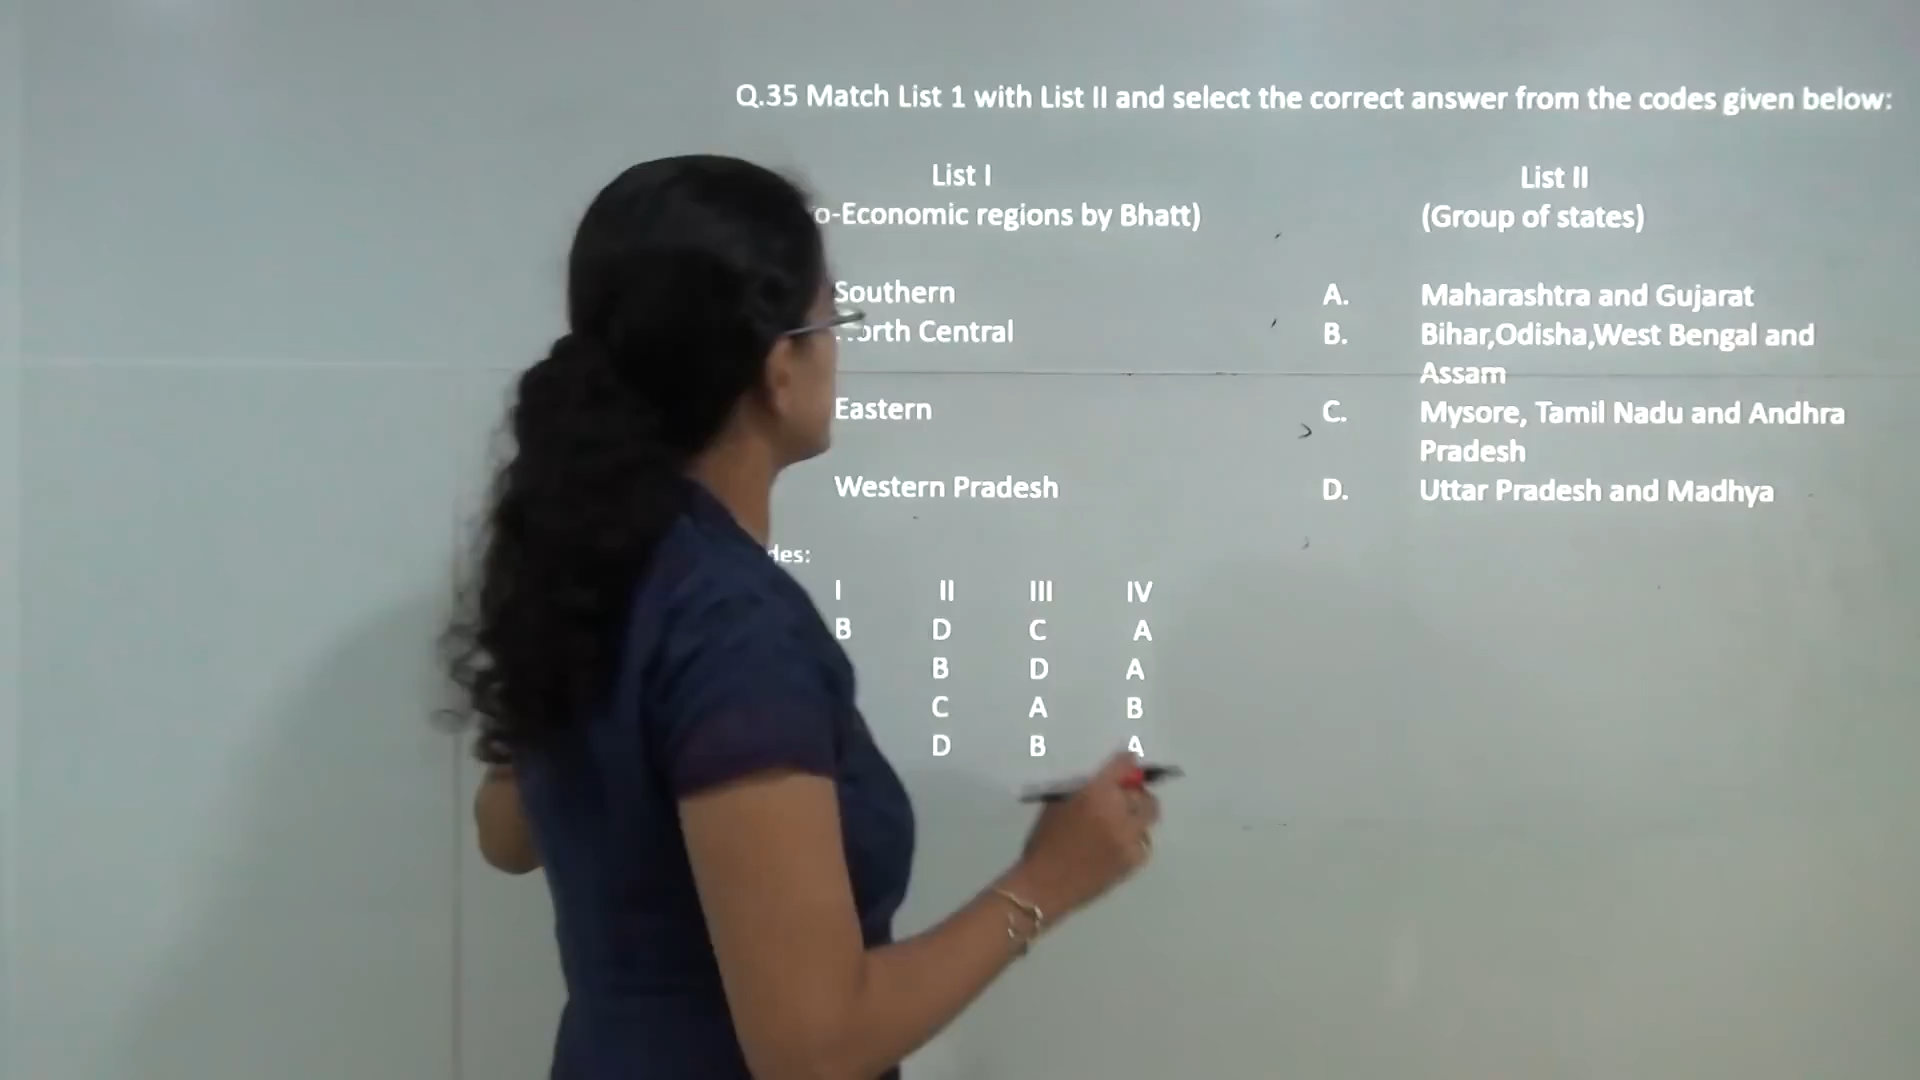 Q.35 Match List 1 with List II and select the correct answer from the codes given below:
List I List II
o-Economic regions by Bhatt) (Group of states)
Southern A. Maharashtra and Gujarat
orth Central B. Bihar,Odisha,West Bengal and
Assam
Eastern C. Mysore, Tamil Nadu and Andhra
Pradesh
Western Pradesh D. Uttar Pradesh and Madhya
des:
I II III IV
B D C A
B D A
C A B
D B A